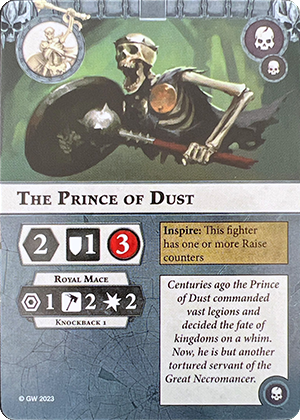 The Prince of Dust
2 1 3
Inspire: This fighter
has one or more Raise
counters
Royal Mace
1 2 2
Knockback 1
Centuries ago the Prince
of Dust commanded
vast legions and
decided the fate of
kingdoms on a whim.
Now, he is but another
tortured servant of the
Great Necromancer.
© GW 2023